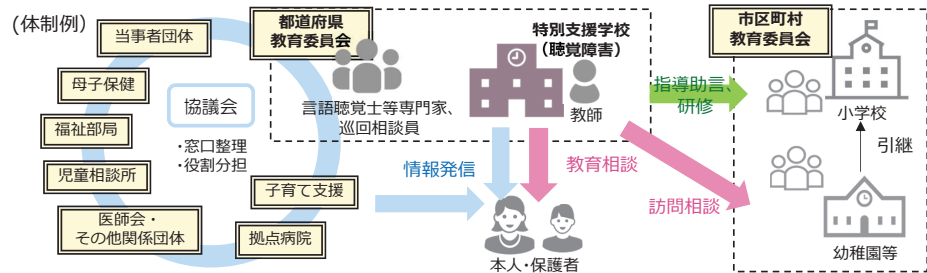 (体制例)
当事者団体
母子保健
福祉部局
児童相談所
医師会・
その他関係団体
拠点病院
子育て支援
協議会
・窓口整理
・役割分担
都道府県
教育委員会
言語聴覚士等専門家、
巡回相談員
特別支援学校
(聴覚障害)
教師
情報発信
教育相談
本人・保護者
指導助言、
研修
訪問相談
市区町村
教育委員会
小学校
引継
幼稚園等